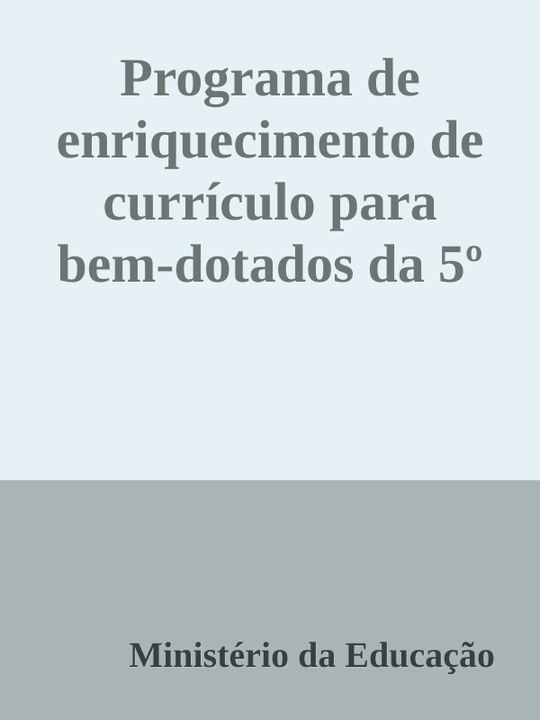 Programa de
enriquecimento de
currículo para
bem-dotados da 5º
Ministério da Educação